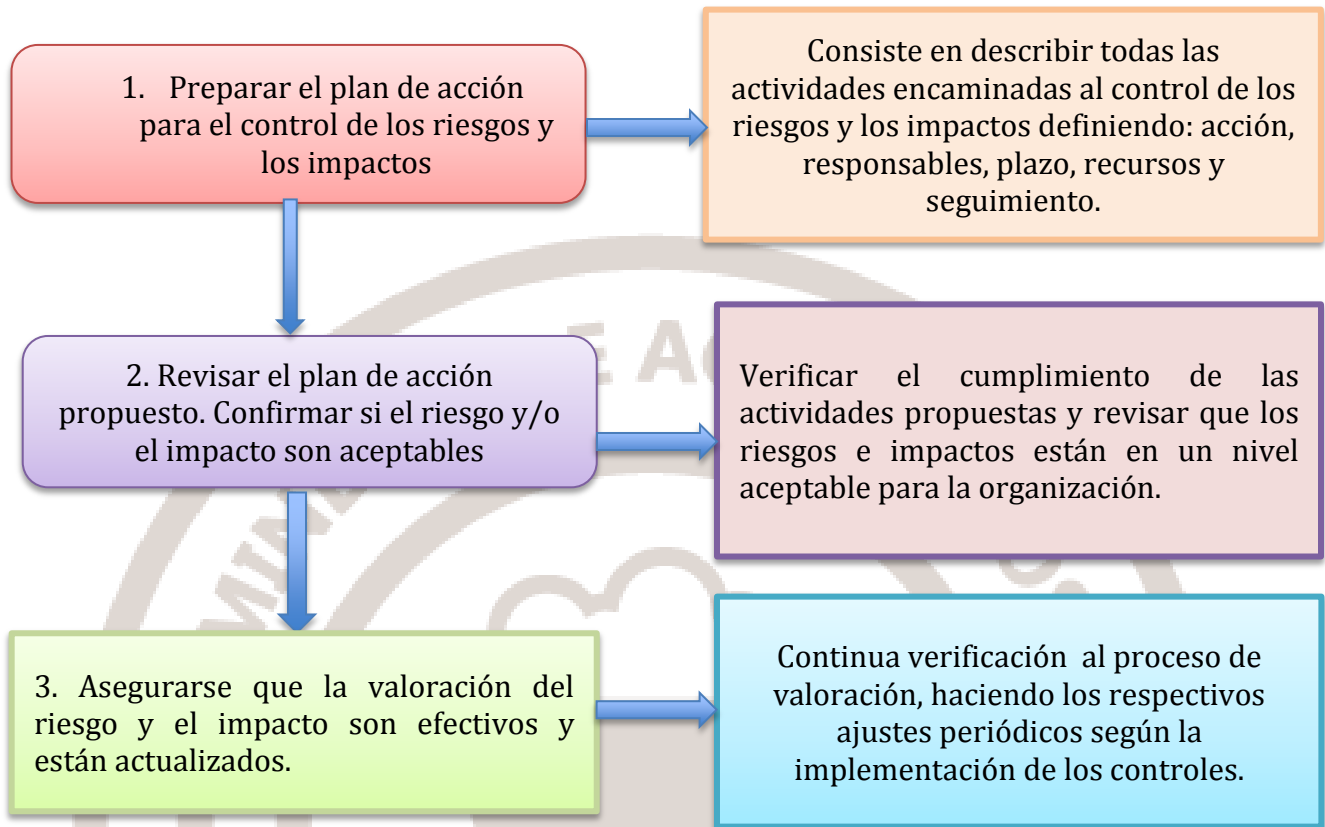 1. Preparar el plan de acción
para el control de los riesgos y
los impactos
Consiste en describir todas las
actividades encaminadas al control de los
riesgos y los impactos definiendo: acción,
responsables, plazo, recursos y
seguimiento.
2. Revisar el plan de acción
propuesto. Confirmar si el riesgo y/o
el impacto son aceptables
Verificar el cumplimiento de las
actividades propuestas y revisar que los
riesgos e impactos están en un nivel
aceptable para la organización.
3. Asegurarse que la valoración del
riesgo y el impacto son efectivos y
están actualizados.
Continua verificación al proceso de
valoración, haciendo los respectivos
ajustes periódicos según la
implementación de los controles.